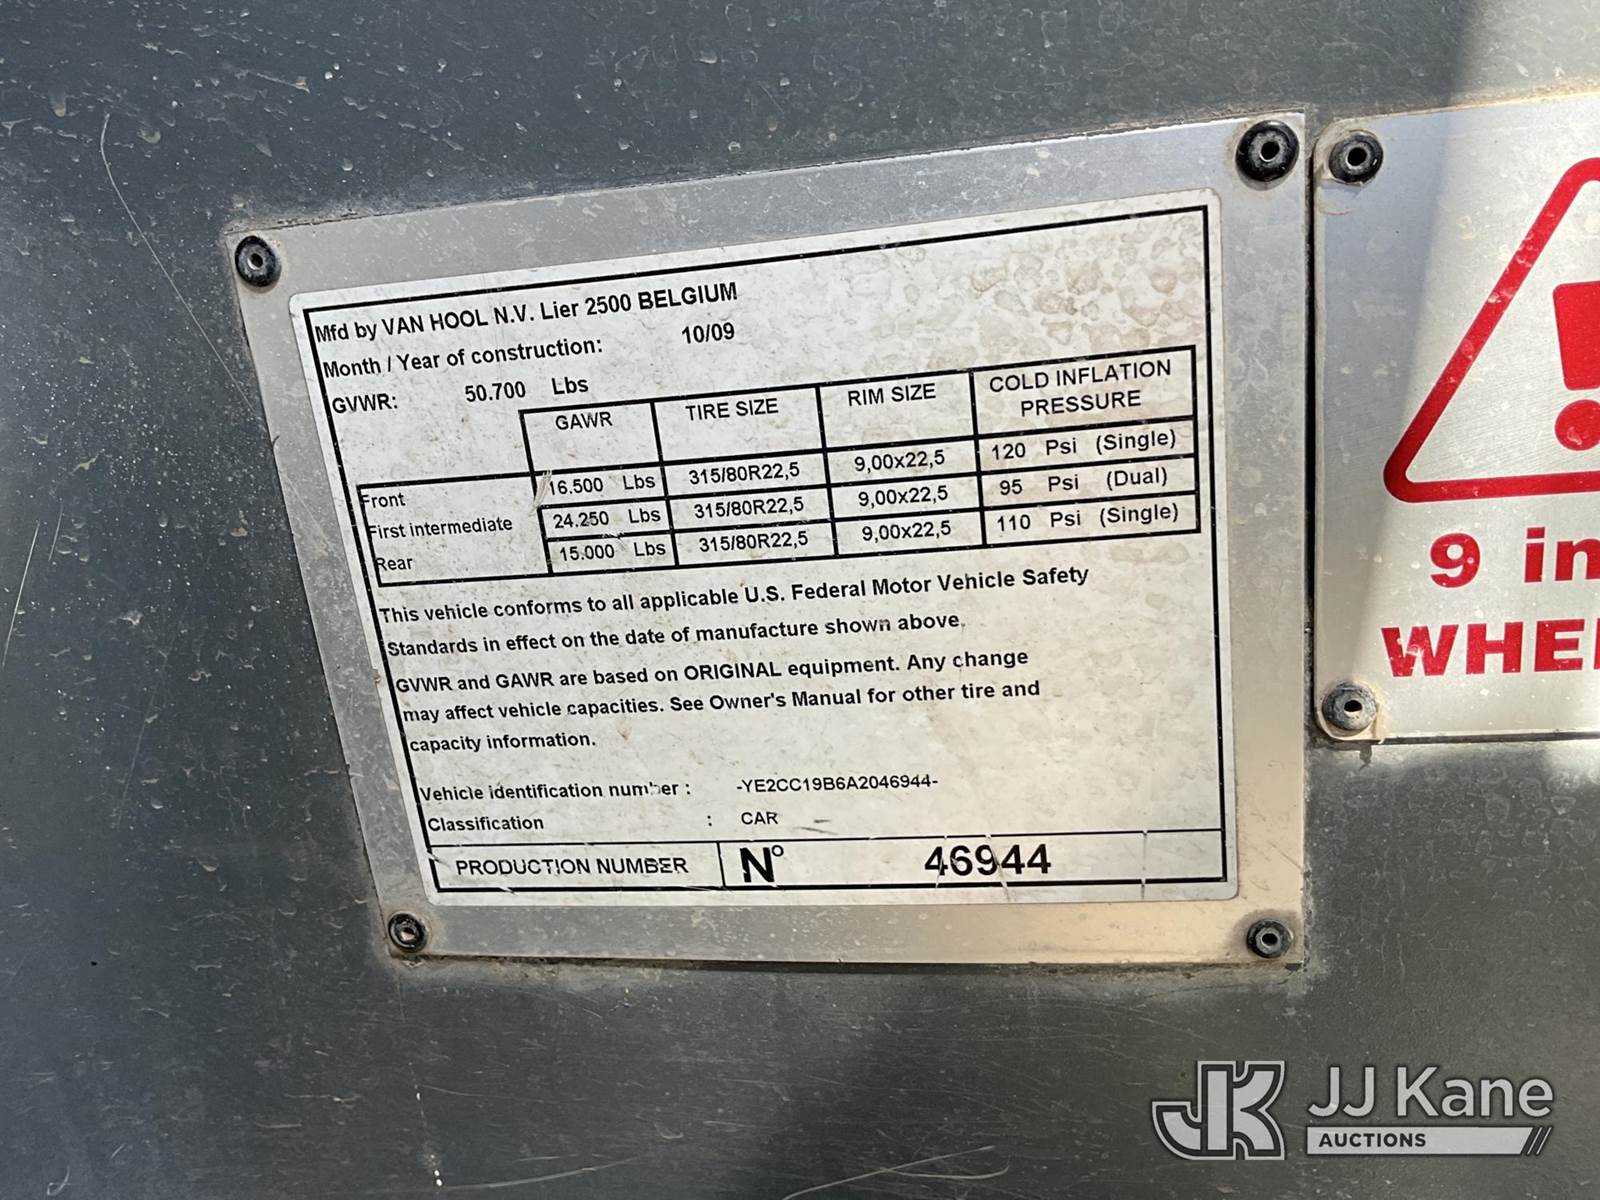 Mfd by VAN HOOL N.V. Lier 2500 BELGIUM
Month / Year of construction: 10/09
GVWR: 50.700 Lbs
GAWR TIRE SIZE RIM SIZE COLD INFLATION PRESSURE
Front 16.500 Lbs 315/80R22,5 9,00x22,5 120 Psi (Single)
First intermediate 24.250 Lbs 315/80R22,5 9,00x22,5 95 Psi (Dual)
Rear 15.000 Lbs 315/80R22,5 9,00x22,5 110 Psi (Single)
This vehicle conforms to all applicable U.S. Federal Motor Vehicle Safety
Standards in effect on the date of manufacture shown above.
GVWR and GAWR are based on ORIGINAL equipment. Any change
may affect vehicle capacities. See Owner's Manual for other tire and
capacity information.
Vehicle identification number : -YE2CC19B6A2046944-
Classification : CAR
PRODUCTION NUMBER N° 46944
!
9 in
WHE
JK JJ Kane
AUCTIONS